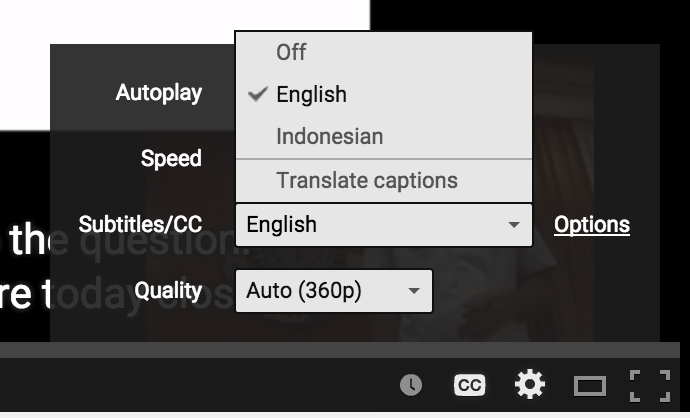 Off
Autoplay
English
Indonesian
Speed
Translate captions
Subtitles/CC English Options
the question.
re today clos
Quality Auto (360p)
CC